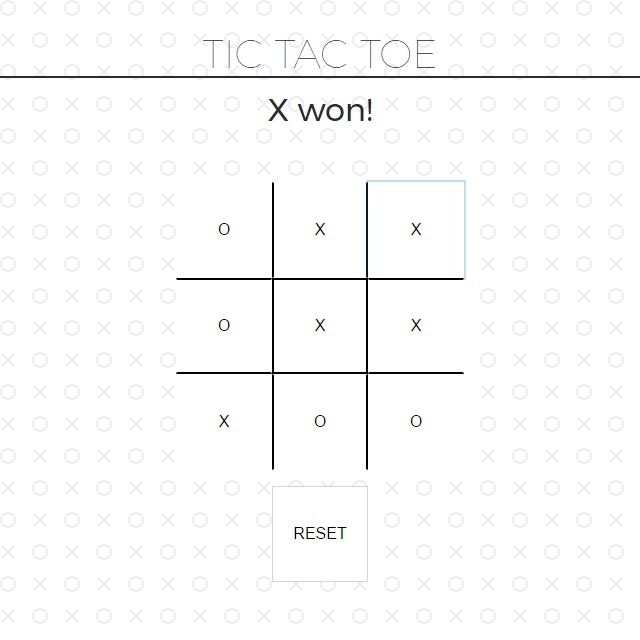 TIC TAC TOE
X won!
O X X
O X X
X O O
RESET